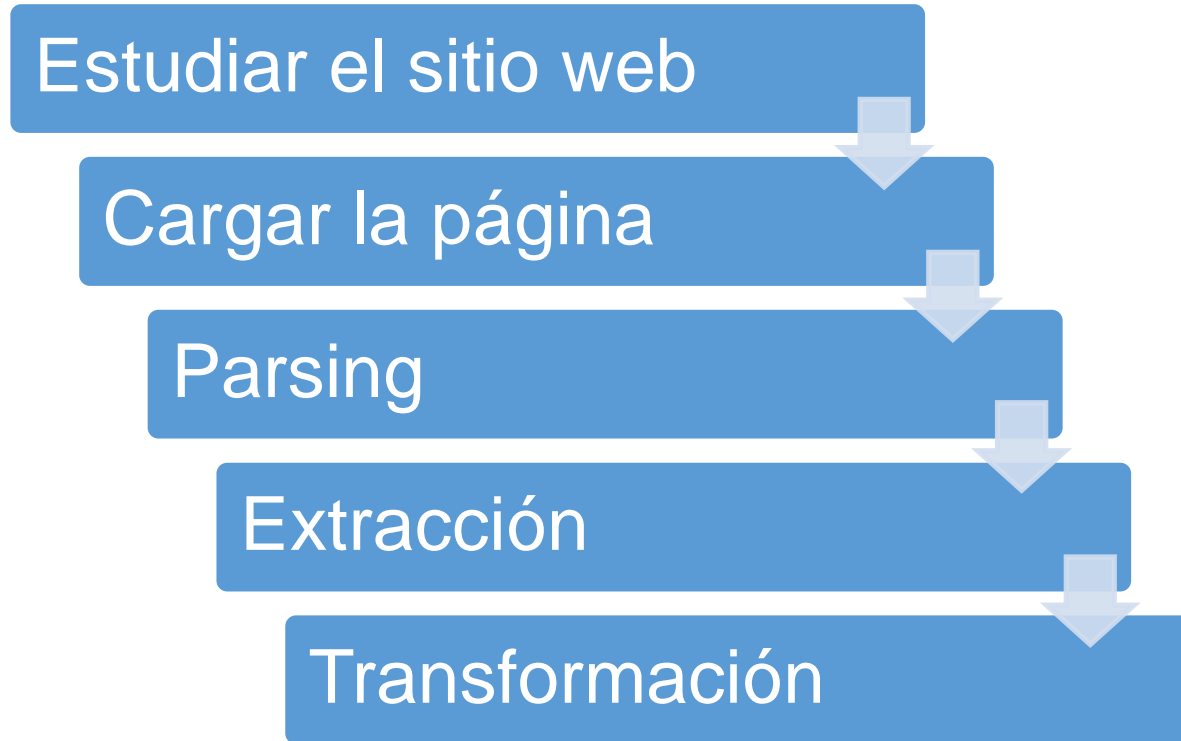 Estudiar el sitio web
Cargar la página
Parsing
Extracción
Transformación